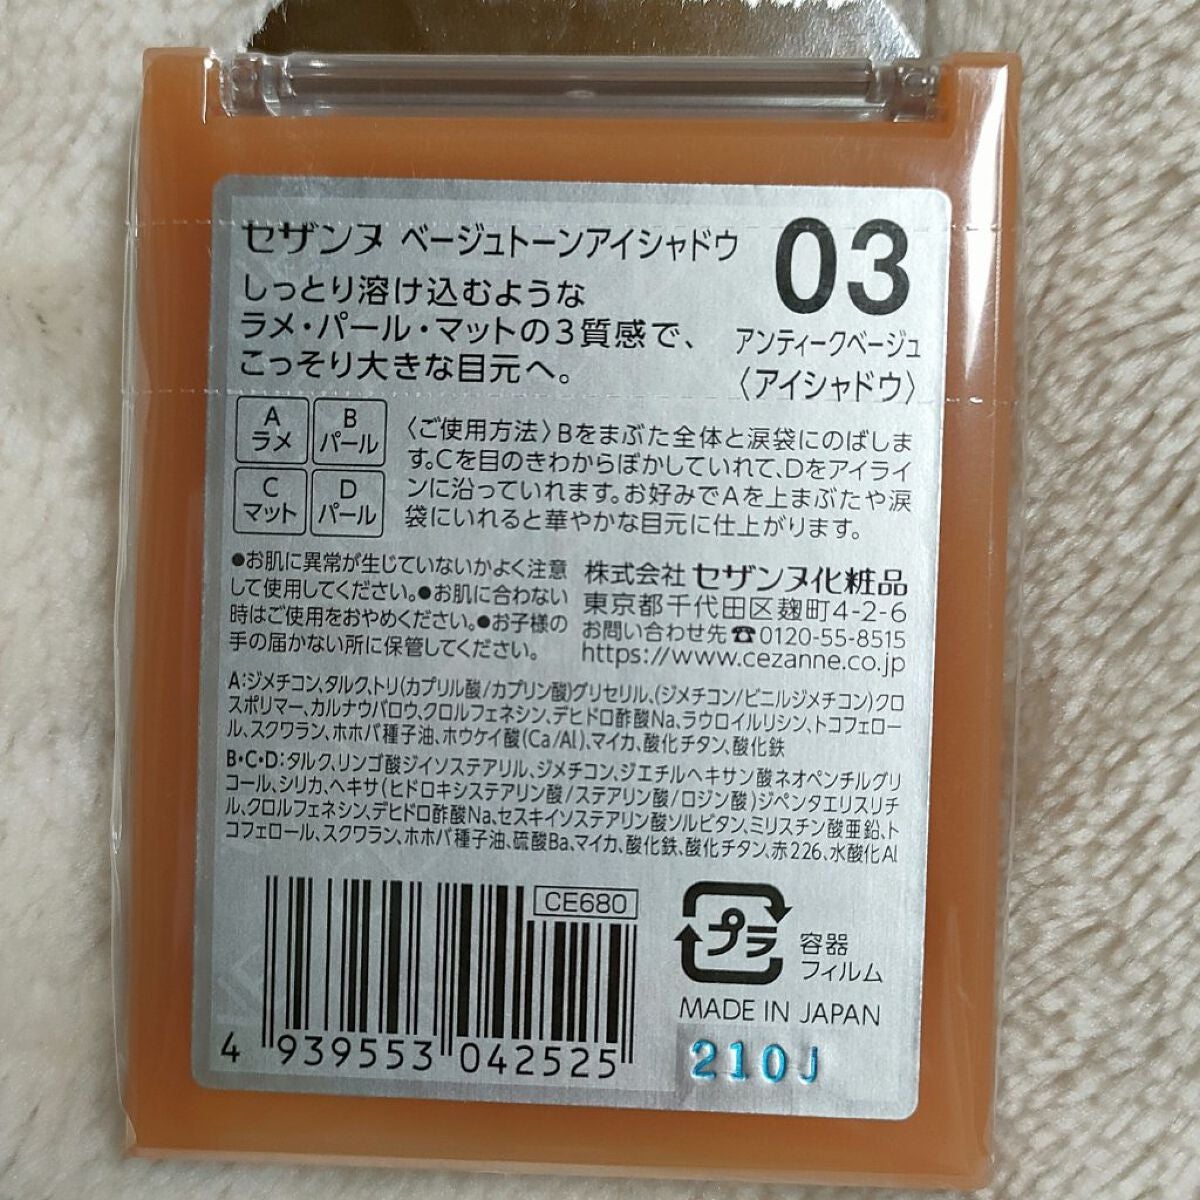 セザンヌ ベージュトーンアイシャドウ
03
しっとり溶け込むような
ラメ・パール・マットの3質感で、
こっそり大きな目元へ。
アンティークベージュ
〈アイシャドウ〉
A
ラメ
B
パール
C
マット
D
パール
〈ご使用方法〉Bをまぶた全体と涙袋にのばしま
す。Cを目のきわからぼかしていれて、Dをアイライ
ンに沿っていれます。お好みでAを上まぶたや涙
袋にいれると華やかな目元に仕上がります。
●お肌に異常が生じていないかよく注意
して使用してください。●お肌に合わない
時はご使用をおやめください。●お子様の
手の届かない所に保管してください。
株式会社 セザンヌ化粧品
東京都千代田区麹町4-2-6
お問い合わせ先☎0120-55-8515
https://www.cezanne.co.jp
A:ジメチコン、タルク、トリ(カプリル酸/カプリン酸)グリセリル、(ジメチコン/ビニルジメチコン)クロ
スポリマー、カルナウバロウ、クロルフェネシン、デヒドロ酢酸Na、ラウロイルリシン、トコフェロー
ル、スクワラン、ホホバ種子油、ホウケイ酸(Ca/Al)、マイカ、酸化チタン、酸化鉄
B・C・D:タルク、リンゴ酸ジイソステアリル、ジメチコン、ジエチルヘキサン酸ネオペンチルグリ
コール、シリカ、ヘキサ(ヒドロキシステアリン酸/ステアリン酸/ロジン酸)ジペンタエリスリチ
ル、クロルフェネシン、デヒドロ酢酸Na、セスキイソステアリン酸ソルビタン、ミリスチン酸亜鉛、ト
コフェロール、スクワラン、ホホバ種子油、硫酸Ba、マイカ、酸化鉄、酸化チタン、赤226、水酸化Al
CE680
4 939553 042525
プラ
容器
フィルム
MADE IN JAPAN
210J